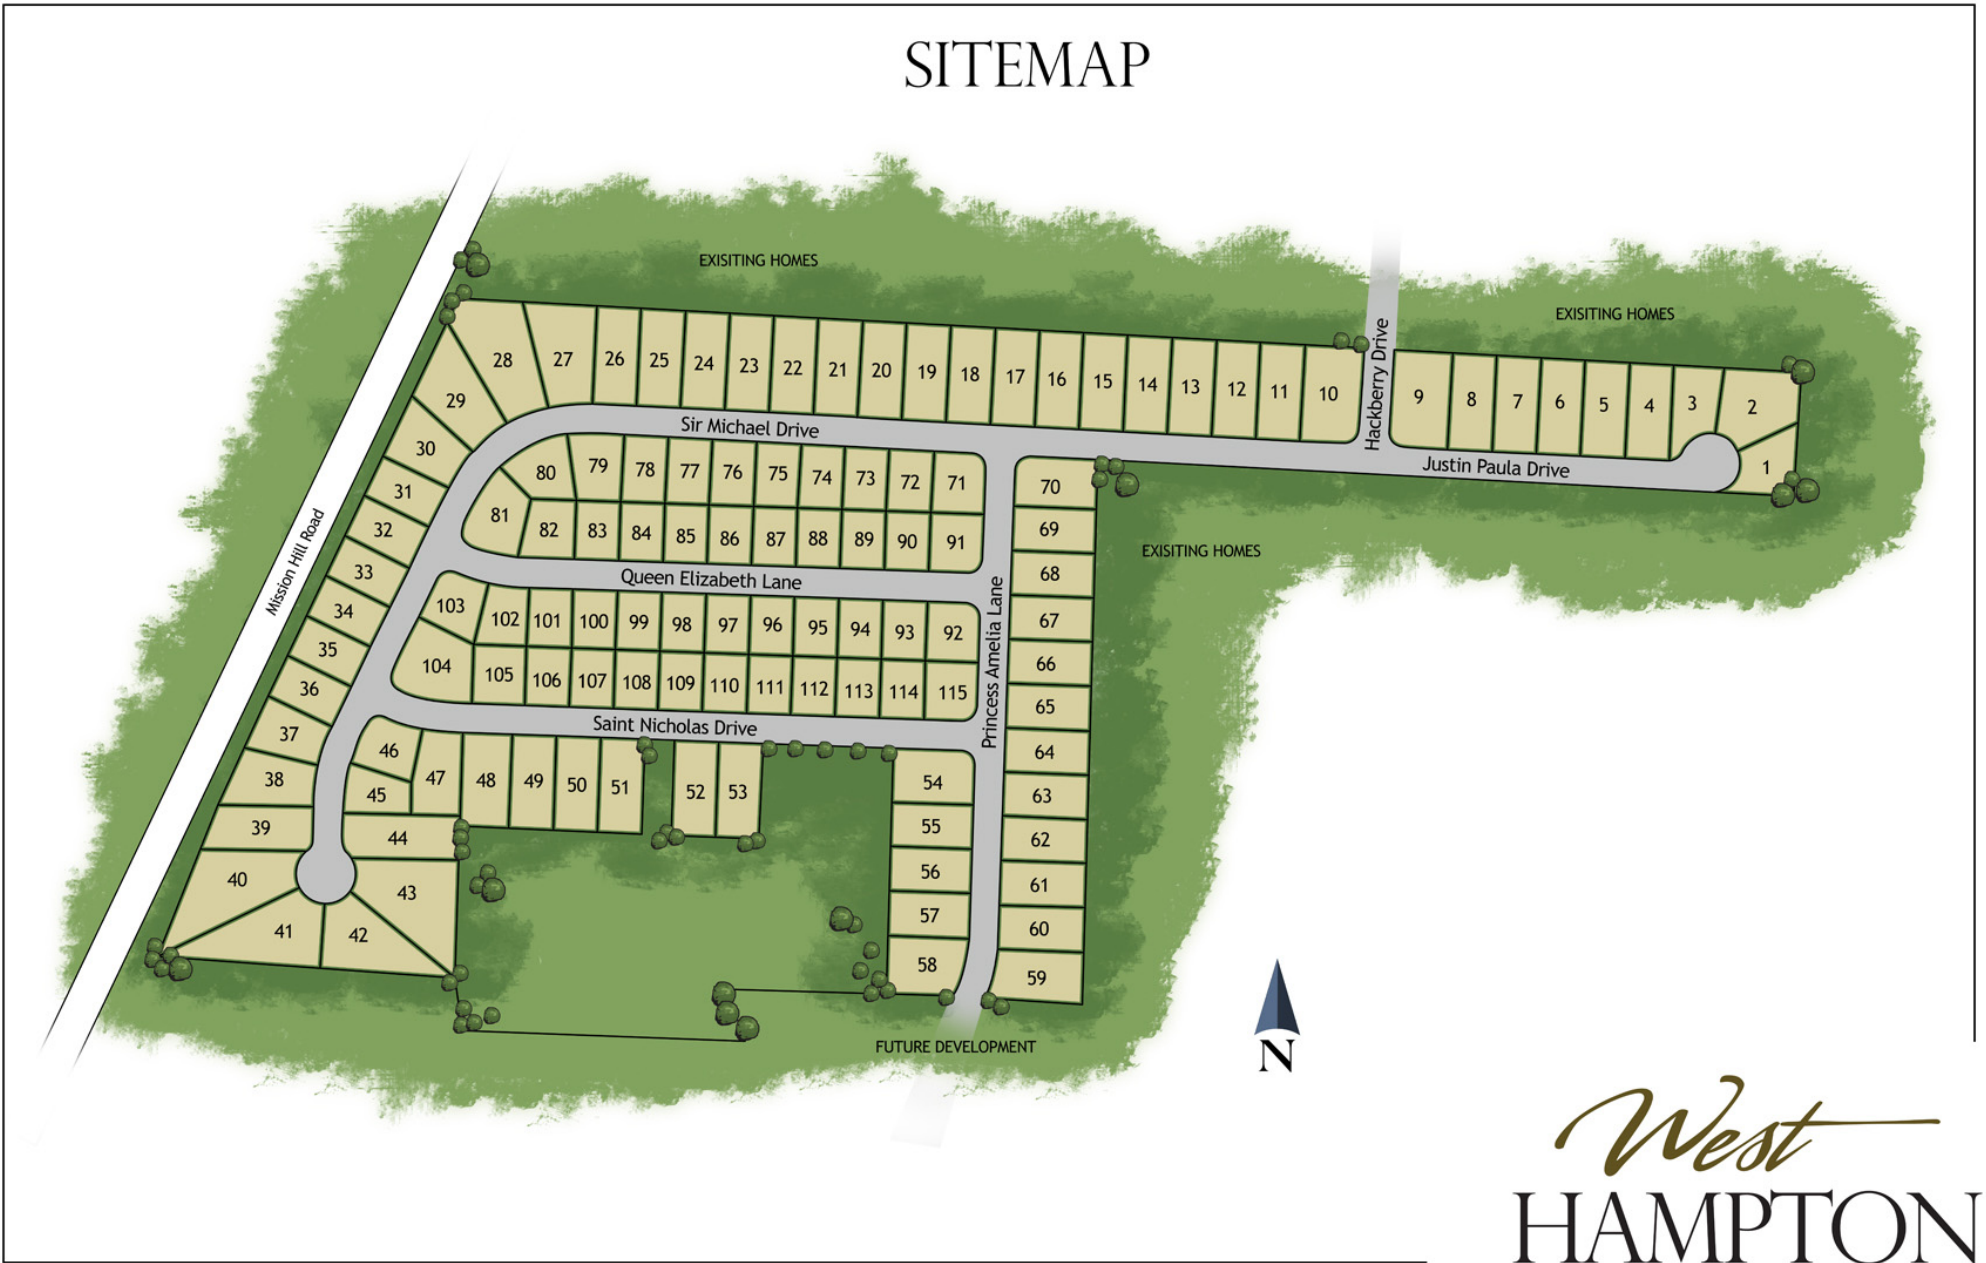 SITEMAP
EXISITING HOMES
EXISITING HOMES
Hackberry Drive
28 27 26 25 24 23 22 21 20 19 18 17 16 15 14 13 12 11 10 9 8 7 6 5 4 3 2
1
29
30
31
32
33
34
35
36
37
38
39
40
41 42
43
44
45
46
Mission Hill Road
Sir Michael Drive
Justin Paula Drive
80 79 78 77 76 75 74 73 72 71
81 82 83 84 85 86 87 88 89 90 91
EXISITING HOMES
Queen Elizabeth Lane
103 102 101 100 99 98 97 96 95 94 93 92
104 105 106 107 108 109 110 111 112 113 114 115
Princess Amelia Lane
Saint Nicholas Drive
47 48 49 50 51 52 53
54
55
56
57
58
70
69
68
67
66
65
64
63
62
61
60
59
FUTURE DEVELOPMENT
N
West
HAMPTON